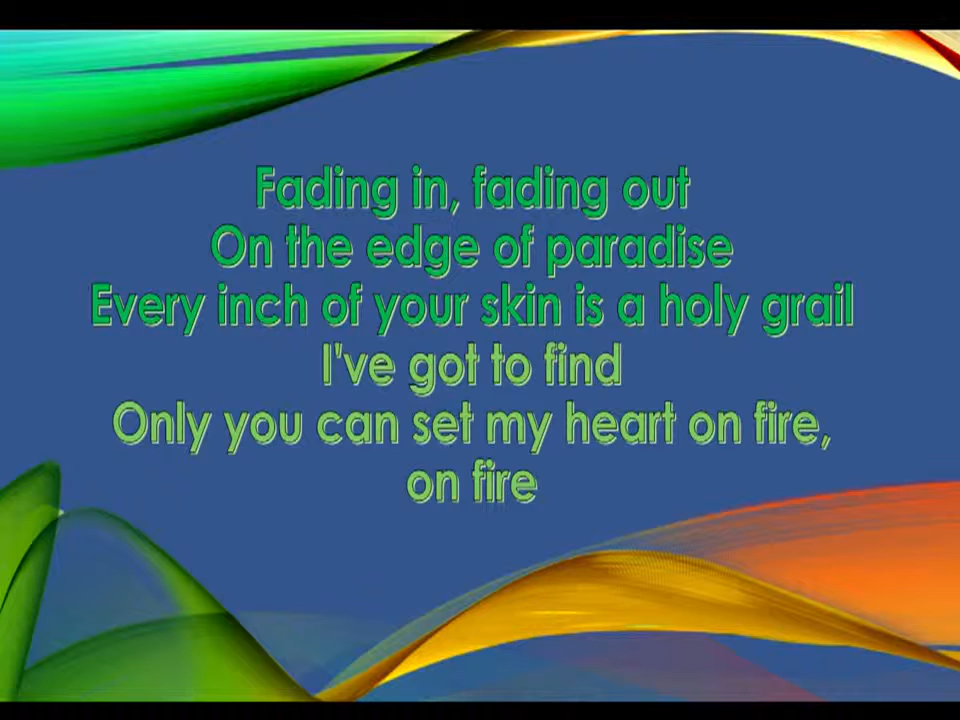 Fading in, fading out
On the edge of paradise
Every inch of your skin is a holy grail
I've got to find
Only you can set my heart on fire,
on fire